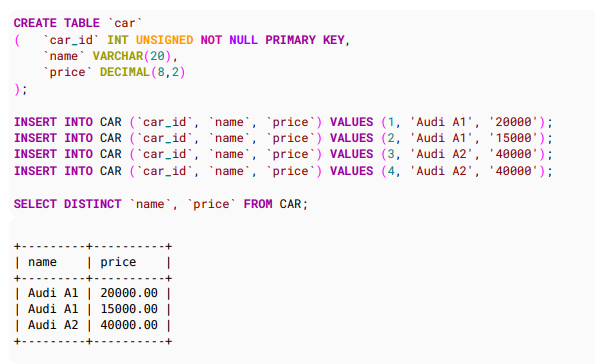 CREATE TABLE `car`
(   `car_id` INT UNSIGNED NOT NULL PRIMARY KEY,
    `name` VARCHAR(20),
    `price` DECIMAL(8,2)
);

INSERT INTO CAR (`car_id`, `name`, `price`) VALUES (1, 'Audi A1', '20000');
INSERT INTO CAR (`car_id`, `name`, `price`) VALUES (2, 'Audi A1', '15000');
INSERT INTO CAR (`car_id`, `name`, `price`) VALUES (3, 'Audi A2', '40000');
INSERT INTO CAR (`car_id`, `name`, `price`) VALUES (4, 'Audi A2', '40000');

SELECT DISTINCT `name`, `price` FROM CAR;

+---------+----------+
| name    | price    |
+---------+----------+
| Audi A1 | 20000.00 |
| Audi A1 | 15000.00 |
| Audi A2 | 40000.00 |
+---------+----------+